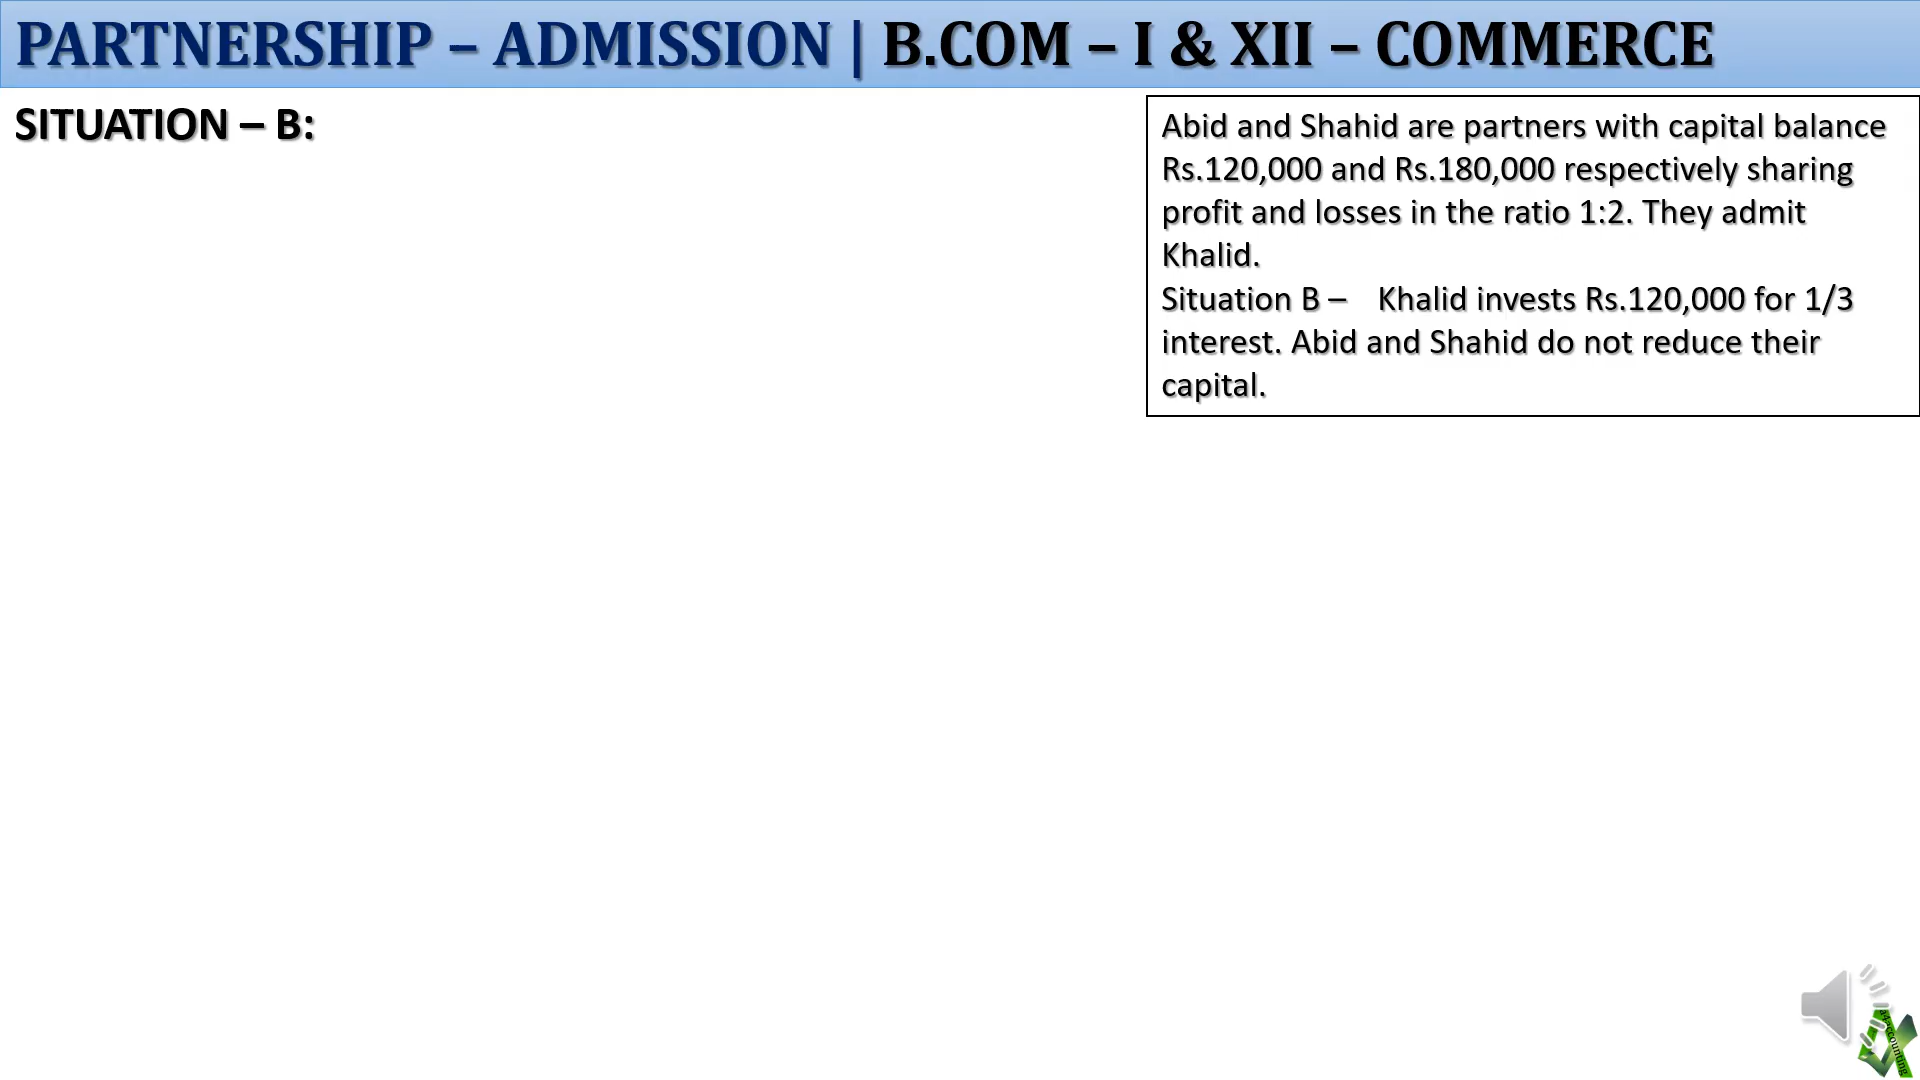 PARTNERSHIP – ADMISSION | B.COM – I & XII – COMMERCE
SITUATION – B:
Abid and Shahid are partners with capital balance
Rs.120,000 and Rs.180,000 respectively sharing
profit and losses in the ratio 1:2. They admit
Khalid.
Situation B – Khalid invests Rs.120,000 for 1/3
interest. Abid and Shahid do not reduce their
capital.